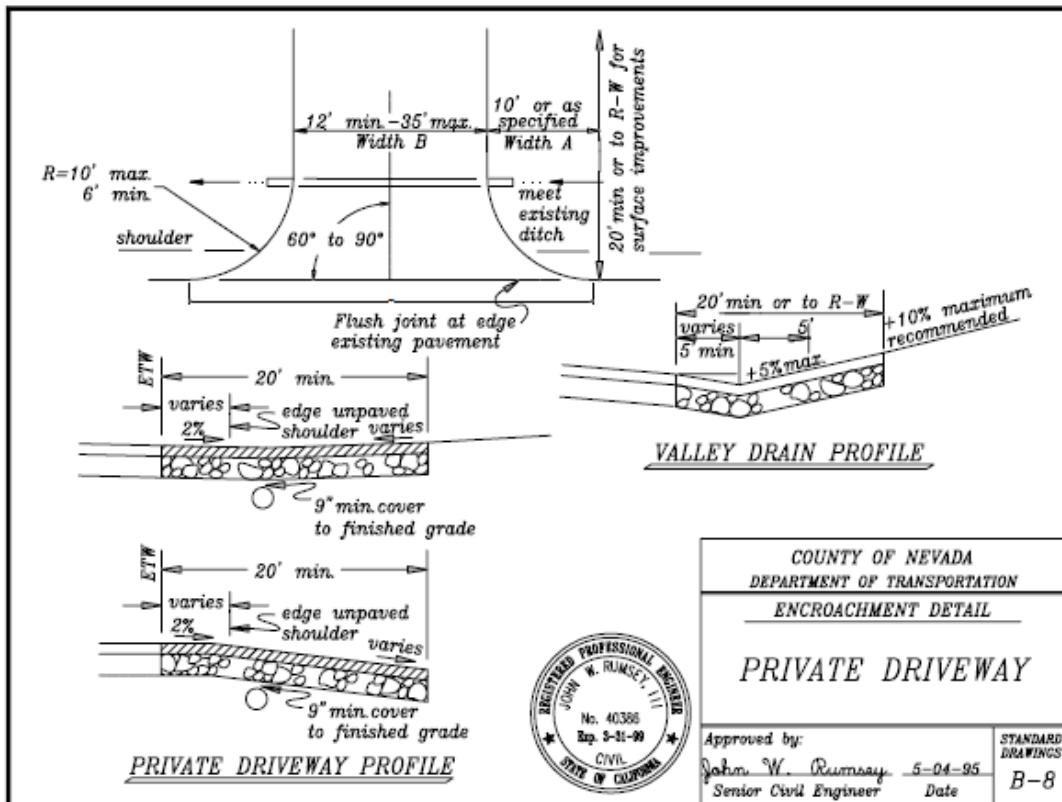 12' min.-35' max.
Width B
10' or as
specified
Width A
20' min or to R-W for
surface improvements
R=10' max.
6' min.
meet
existing
ditch
shoulder
60° to 90°
Flush joint at edge
existing pavement
20' min or to R-W
varies
5' min
5'
+10% maximum
recommended
+5% max.
VALLEY DRAIN PROFILE
ETW
20' min.
varies
edge unpaved
shoulder
2%
varies
9" min. cover
to finished grade
ETW
20' min.
varies
edge unpaved
shoulder
2%
varies
9" min. cover
to finished grade
PRIVATE DRIVEWAY PROFILE
REGISTERED PROFESSIONAL ENGINEER
JOHN W. RUMSEY, III
No. 40386
Exp. 3-31-99
CIVIL
STATE OF CALIFORNIA
COUNTY OF NEVADA
DEPARTMENT OF TRANSPORTATION
ENCROACHMENT DETAIL
PRIVATE DRIVEWAY
Approved by:
John W. Rumsey 5-04-95
Senior Civil Engineer Date
STANDARD
DRAWINGS
B-8